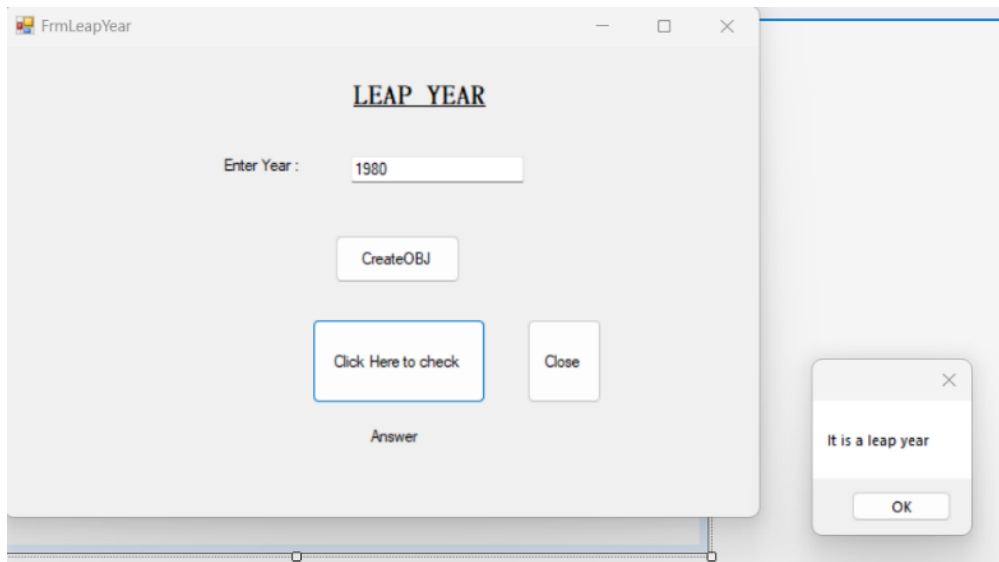 FrmLeapYear
LEAP YEAR
Enter Year :
1980
CreateOBJ
Click Here to check
Close
Answer
It is a leap year
OK